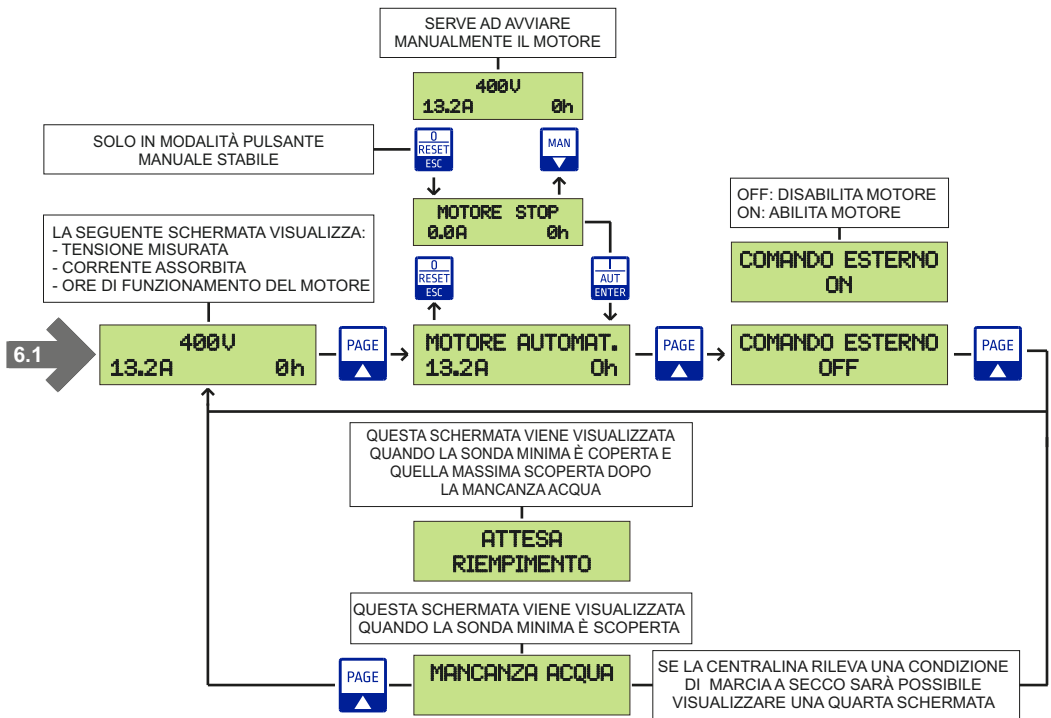 SERVE AD AVVIARE
MANUALMENTE IL MOTORE
400V
13.2A 0h
SOLO IN MODALITÀ PULSANTE
MANUALE STABILE
0
RESET
ESC
MAN
MOTORE STOP
0.0A 0h
OFF: DISABILITA MOTORE
ON: ABILITA MOTORE
LA SEGUENTE SCHERMATA VISUALIZZA:
- TENSIONE MISURATA
- CORRENTE ASSORBITA
- ORE DI FUNZIONAMENTO DEL MOTORE
0
RESET
ESC
I
AUT
ENTER
COMANDO ESTERNO
ON
6.1
400V
13.2A 0h
PAGE
MOTORE AUTOMAT.
13.2A 0h
PAGE
COMANDO ESTERNO
OFF
PAGE
QUESTA SCHERMATA VIENE VISUALIZZATA
QUANDO LA SONDA MINIMA È COPERTA E
QUELLA MASSIMA SCOPERTA DOPO
LA MANCANZA ACQUA
ATTESA
RIEMPIMENTO
QUESTA SCHERMATA VIENE VISUALIZZATA
QUANDO LA SONDA MINIMA È SCOPERTA
PAGE
MANCANZA ACQUA
SE LA CENTRALINA RILEVA UNA CONDIZIONE
DI MARCIA A SECCO SARÀ POSSIBILE
VISUALIZZARE UNA QUARTA SCHERMATA